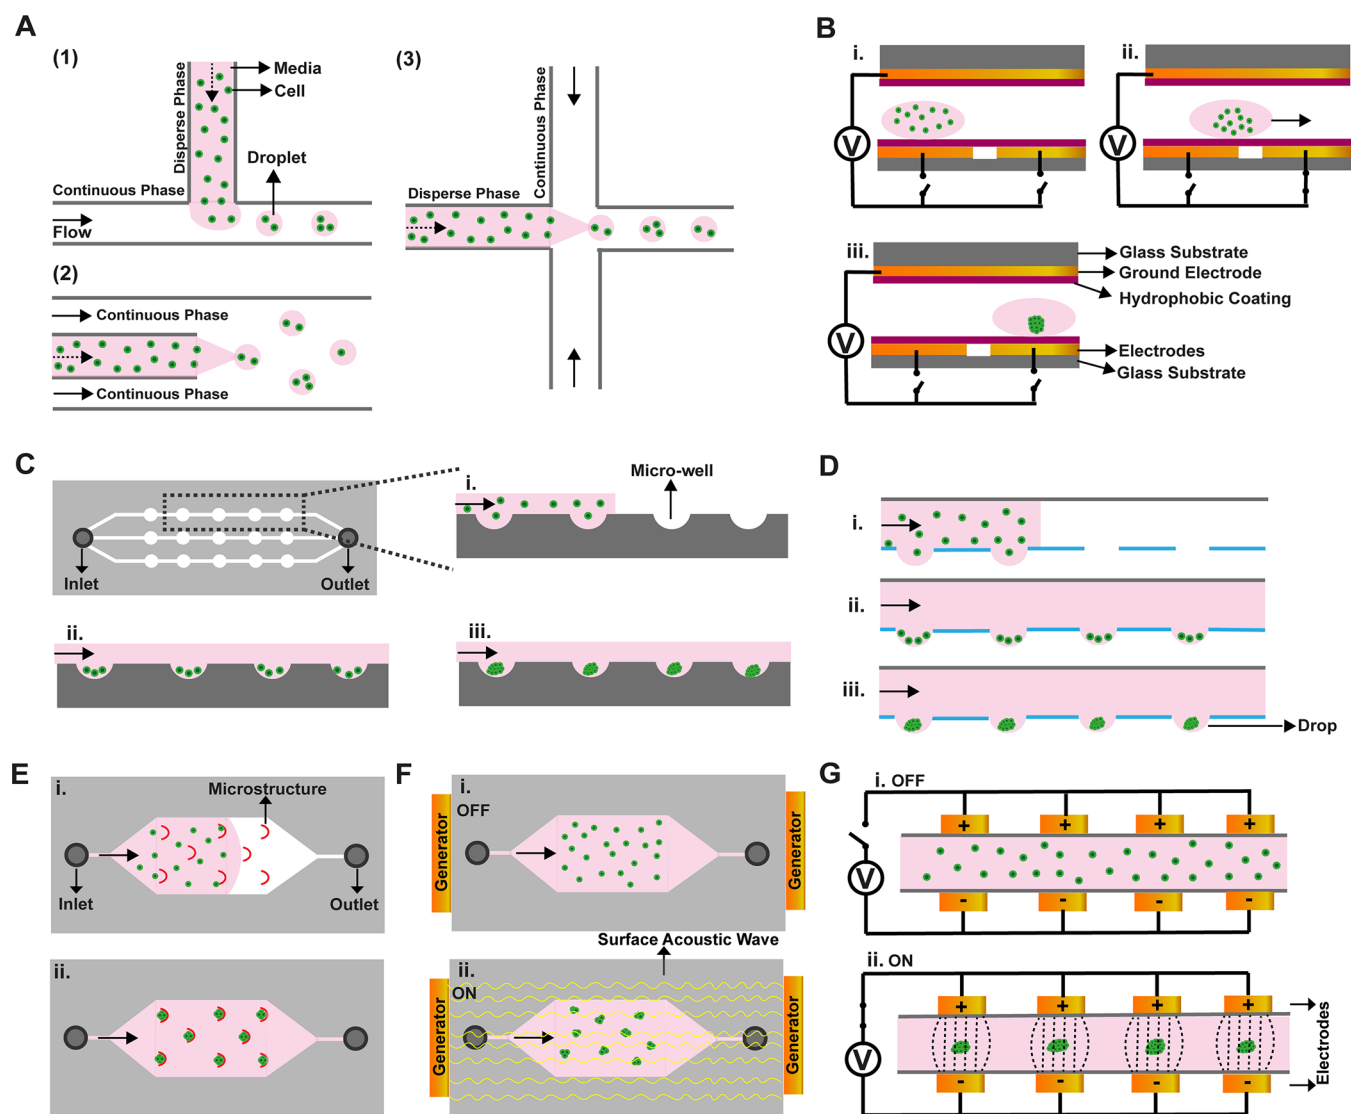 A
(1)
Disperse Phase
Media
Cell
Droplet
Continuous Phase
Flow
(2)
Continuous Phase
Continuous Phase
(3)
Continuous Phase
Disperse Phase
B
i.
V
ii.
V
iii.
V
Glass Substrate
Ground Electrode
Hydrophobic Coating
Electrodes
Glass Substrate
C
Inlet
Outlet
i.
Micro-well
ii.
iii.
D
i.
ii.
iii.
Drop
E
i.
Microstructure
Inlet
Outlet
ii.
F
i.
OFF
Generator
Generator
Surface Acoustic Wave
ii.
ON
Generator
Generator
G
i. OFF
+ + + +
V
- - - -
ii. ON
+ + + +
V
- - - -
Electrodes